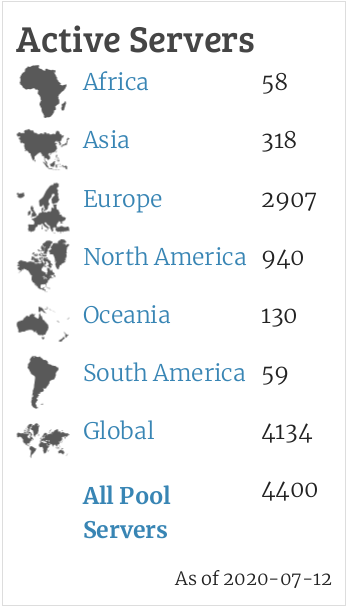 Active Servers
Africa 58
Asia 318
Europe 2907
North America 940
Oceania 130
South America 59
Global 4134
All Pool 4400
Servers
As of 2020-07-12